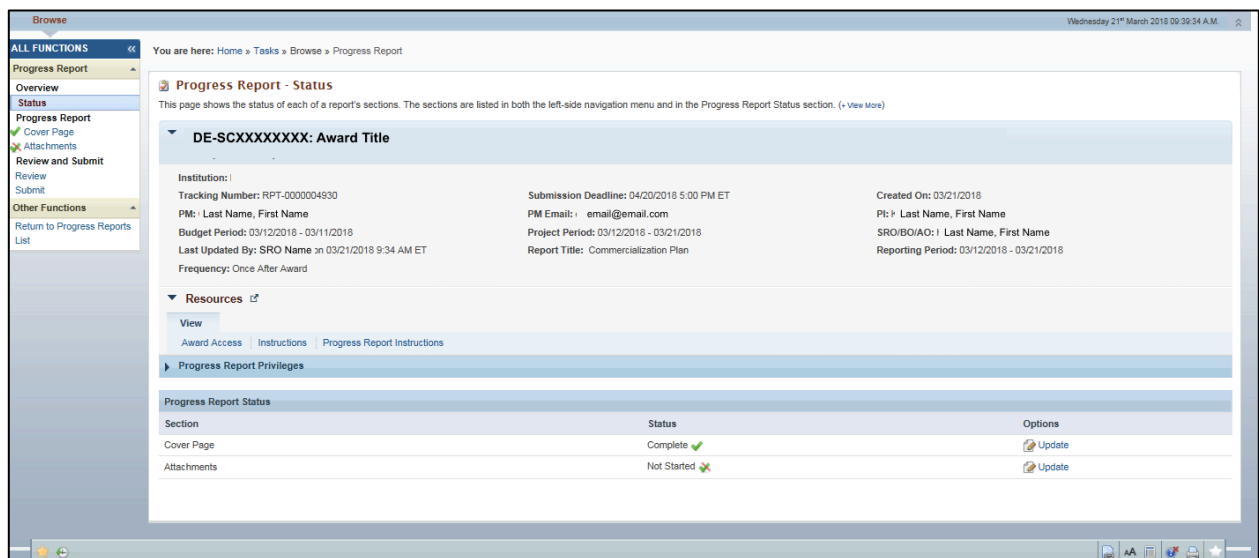 Browse
Wednesday 21st March 2018 09:39:34 A.M.
ALL FUNCTIONS «
You are here: Home » Tasks » Browse » Progress Report
Progress Report
Overview
Status
Progress Report
Cover Page
Attachments
Review and Submit
Review
Submit
Other Functions
Return to Progress Reports
List
Progress Report - Status
This page shows the status of each of a report's sections. The sections are listed in both the left-side navigation menu and in the Progress Report Status section. (+ View More)
DE-SCXXXXXXXX: Award Title
Institution:
Tracking Number: RPT-0000004930 Submission Deadline: 04/20/2018 5:00 PM ET Created On: 03/21/2018
PM: Last Name, First Name PM Email: email@email.com PI: Last Name, First Name
Budget Period: 03/12/2018 - 03/11/2018 Project Period: 03/12/2018 - 03/21/2018 SRO/BO/AO: Last Name, First Name
Last Updated By: SRO Name on 03/21/2018 9:34 AM ET Report Title: Commercialization Plan Reporting Period: 03/12/2018 - 03/21/2018
Frequency: Once After Award
Resources
View
Award Access Instructions Progress Report Instructions
Progress Report Privileges
Progress Report Status
Section Status Options
Cover Page Complete Update
Attachments Not Started Update
AA